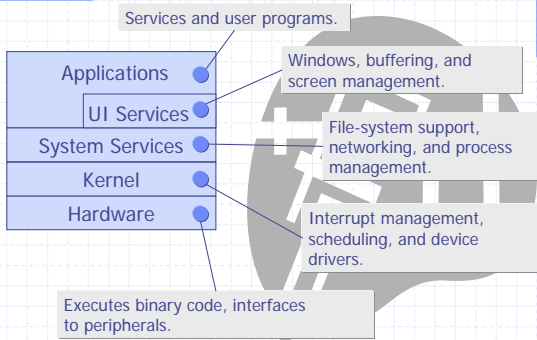 Services and user programs.
Applications
Windows, buffering, and
screen management.
UI Services
File-system support,
networking, and process
management.
System Services
Kernel
Interrupt management,
scheduling, and device
drivers.
Hardware
Executes binary code, interfaces
to peripherals.